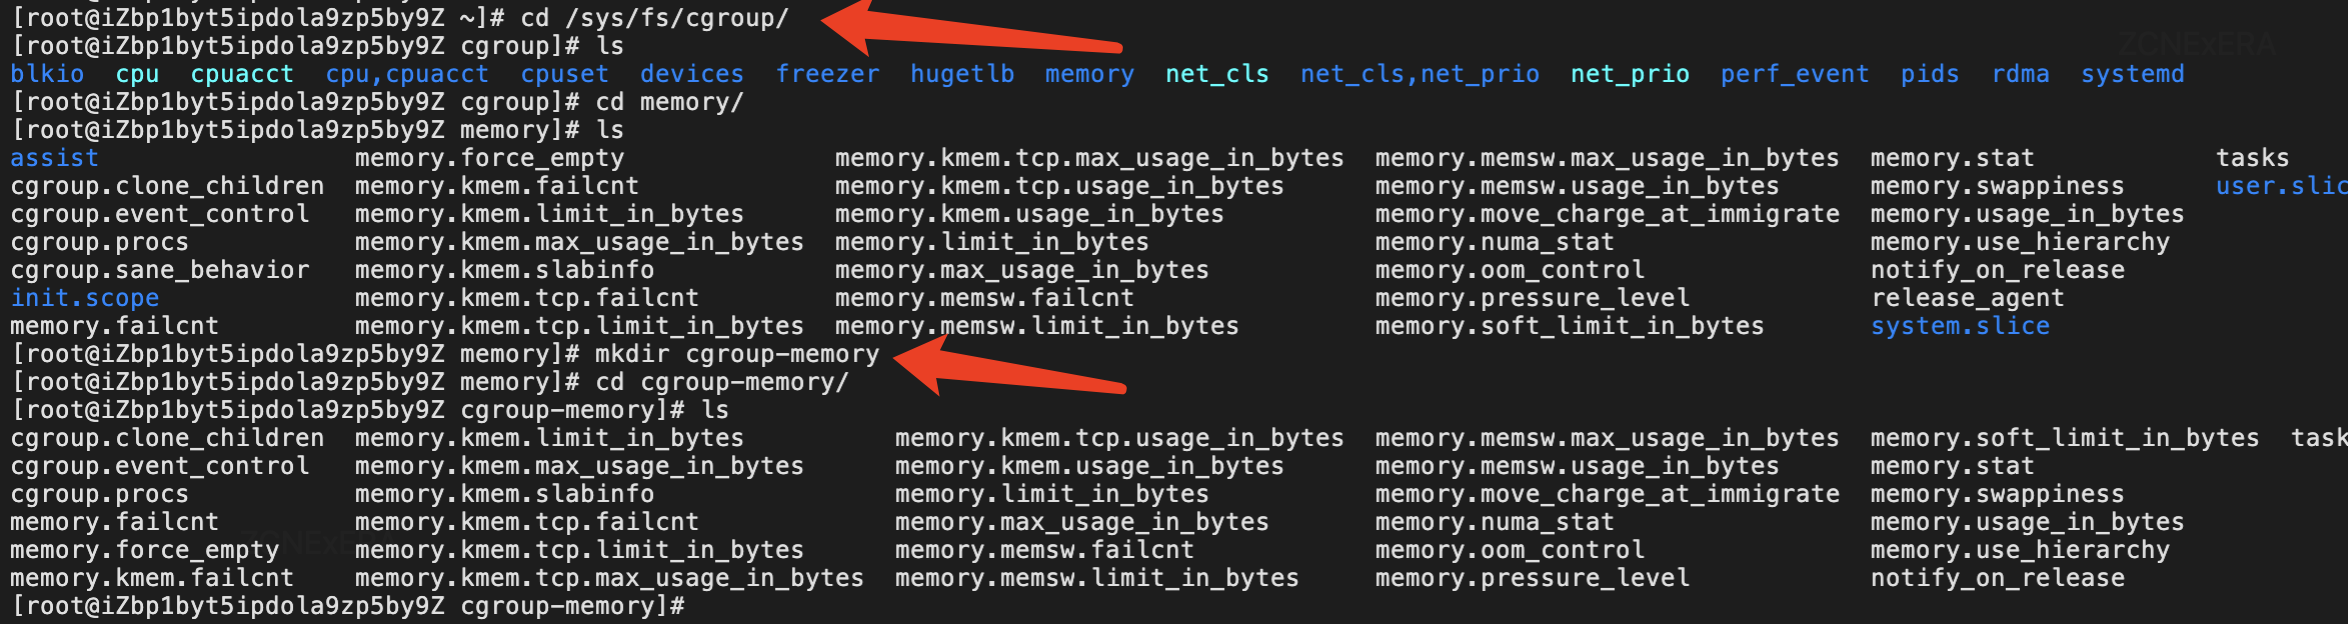 [root@iZbp1byt5ipdola9zp5by9Z ~]# cd /sys/fs/cgroup/
[root@iZbp1byt5ipdola9zp5by9Z cgroup]# ls
blkio  cpu  cpuacct  cpu,cpuacct  cpuset  devices  freezer  hugetlb  memory  net_cls  net_cls,net_prio  net_prio  perf_event  pids  rdma  systemd
[root@iZbp1byt5ipdola9zp5by9Z cgroup]# cd memory/
[root@iZbp1byt5ipdola9zp5by9Z memory]# ls
assist  memory.force_empty  memory.kmem.tcp.max_usage_in_bytes  memory.memsw.max_usage_in_bytes  memory.stat  tasks
cgroup.clone_children  memory.kmem.failcnt  memory.kmem.tcp.usage_in_bytes  memory.memsw.usage_in_bytes  memory.swappiness  user.slic
cgroup.event_control  memory.kmem.limit_in_bytes  memory.kmem.usage_in_bytes  memory.move_charge_at_immigrate  memory.usage_in_bytes
cgroup.procs  memory.kmem.max_usage_in_bytes  memory.limit_in_bytes  memory.numa_stat  memory.use_hierarchy
cgroup.sane_behavior  memory.kmem.slabinfo  memory.max_usage_in_bytes  memory.oom_control  notify_on_release
init.scope  memory.kmem.tcp.failcnt  memory.memsw.failcnt  memory.pressure_level  release_agent
memory.failcnt  memory.kmem.tcp.limit_in_bytes  memory.memsw.limit_in_bytes  memory.soft_limit_in_bytes  system.slice
[root@iZbp1byt5ipdola9zp5by9Z memory]# mkdir cgroup-memory
[root@iZbp1byt5ipdola9zp5by9Z memory]# cd cgroup-memory/
[root@iZbp1byt5ipdola9zp5by9Z cgroup-memory]# ls
cgroup.clone_children  memory.kmem.limit_in_bytes  memory.kmem.tcp.usage_in_bytes  memory.memsw.max_usage_in_bytes  memory.soft_limit_in_bytes  task
cgroup.event_control  memory.kmem.max_usage_in_bytes  memory.kmem.usage_in_bytes  memory.memsw.usage_in_bytes  memory.stat
cgroup.procs  memory.kmem.slabinfo  memory.limit_in_bytes  memory.move_charge_at_immigrate  memory.swappiness
memory.failcnt  memory.kmem.tcp.failcnt  memory.max_usage_in_bytes  memory.numa_stat  memory.usage_in_bytes
memory.force_empty  memory.kmem.tcp.limit_in_bytes  memory.memsw.failcnt  memory.oom_control  memory.use_hierarchy
memory.kmem.failcnt  memory.kmem.tcp.max_usage_in_bytes  memory.memsw.limit_in_bytes  memory.pressure_level  notify_on_release
[root@iZbp1byt5ipdola9zp5by9Z cgroup-memory]#
ZCNExERA